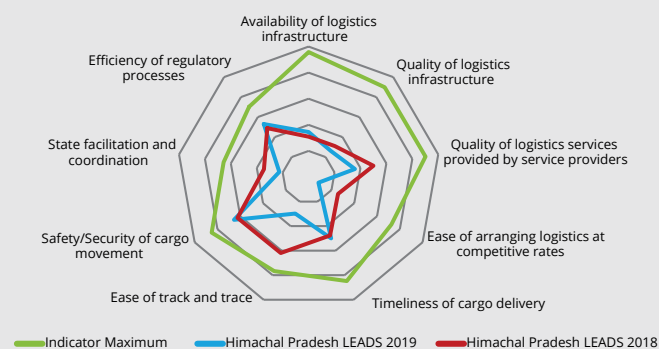 Availability of logistics
infrastructure
Efficiency of regulatory
processes
Quality of logistics
infrastructure
State facilitation and
coordination
Quality of logistics services
provided by service providers
Safety/Security of cargo
movement
Ease of arranging logistics at
competitive rates
Ease of track and trace
Timeliness of cargo delivery
Indicator Maximum
Himachal Pradesh LEADS 2019
Himachal Pradesh LEADS 2018